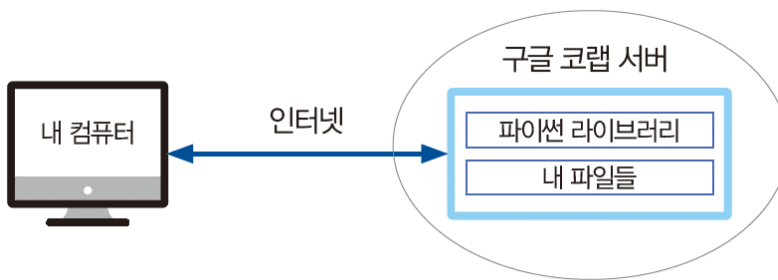 구글 코랩 서버
내 컴퓨터
인터넷
파이썬 라이브러리
내 파일들